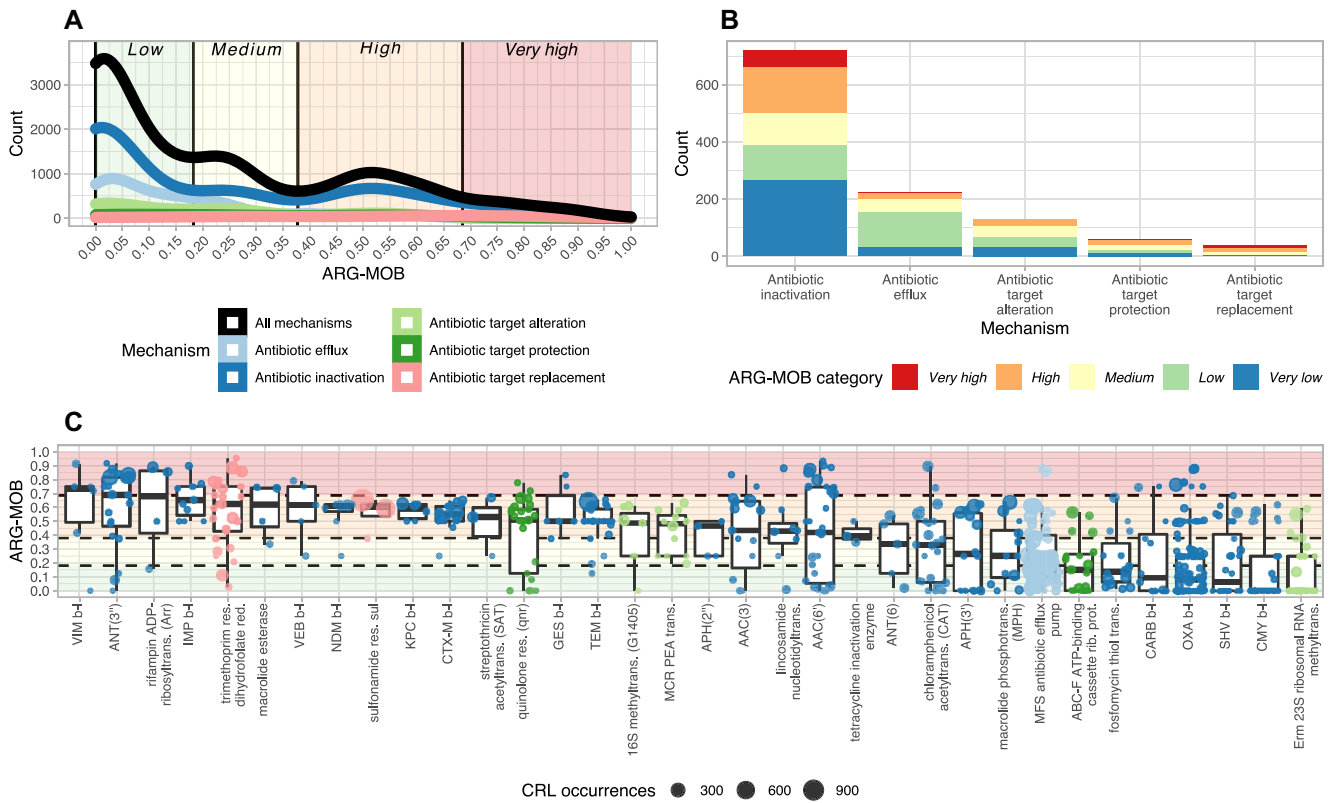 A
Low
Medium
High
Very high
3000
2000
1000
0
Count
0.00
0.05
0.10
0.15
0.20
0.25
0.30
0.35
0.40
0.45
0.50
0.55
0.60
0.65
0.70
0.75
0.80
0.85
0.90
0.95
1.00
ARG-MOB
Mechanism
All mechanisms
Antibiotic efflux
Antibiotic inactivation
Antibiotic target alteration
Antibiotic target protection
Antibiotic target replacement
B
600
400
200
0
Count
Antibiotic
inactivation
Antibiotic
efflux
Antibiotic
target
alteration
Antibiotic
target
protection
Antibiotic
target
replacement
Mechanism
ARG-MOB category
Very high
High
Medium
Low
Very low
C
1.0
0.9
0.8
0.7
0.6
0.5
0.4
0.3
0.2
0.1
0.0
ARG-MOB
VIM b-l
ANT(3")
rifampin ADP-
ribosyltrans. (Arr)
IMP b-l
trimethoprim res.
dihydrofolate red.
macrolide esterase
VEB b-l
NDM b-l
sulfonamide res. sul
KPC b-l
CTX-M b-l
streptothricin
acetyltrans. (SAT)
quinolone res. (qnr)
GES b-l
TEM b-l
16S methyltrans. (G1405)
MCR PEA trans.
APH(2")
AAC(3)
lincosamide
nucleotidyltrans.
AAC(6')
tetracycline inactivation
enzyme
ANT(6)
chloramphenicol
acetyltrans. (CAT)
APH(3')
macrolide phosphotrans.
(MPH)
MFS antibiotic efflux
pump
ABC-F ATP-binding
cassette rib. prot.
fosfomycin thiol trans.
CARB b-l
OXA b-l
SHV b-l
CMY b-l
Erm 23S ribosomal RNA
methyltrans.
CRL occurrences
300
600
900